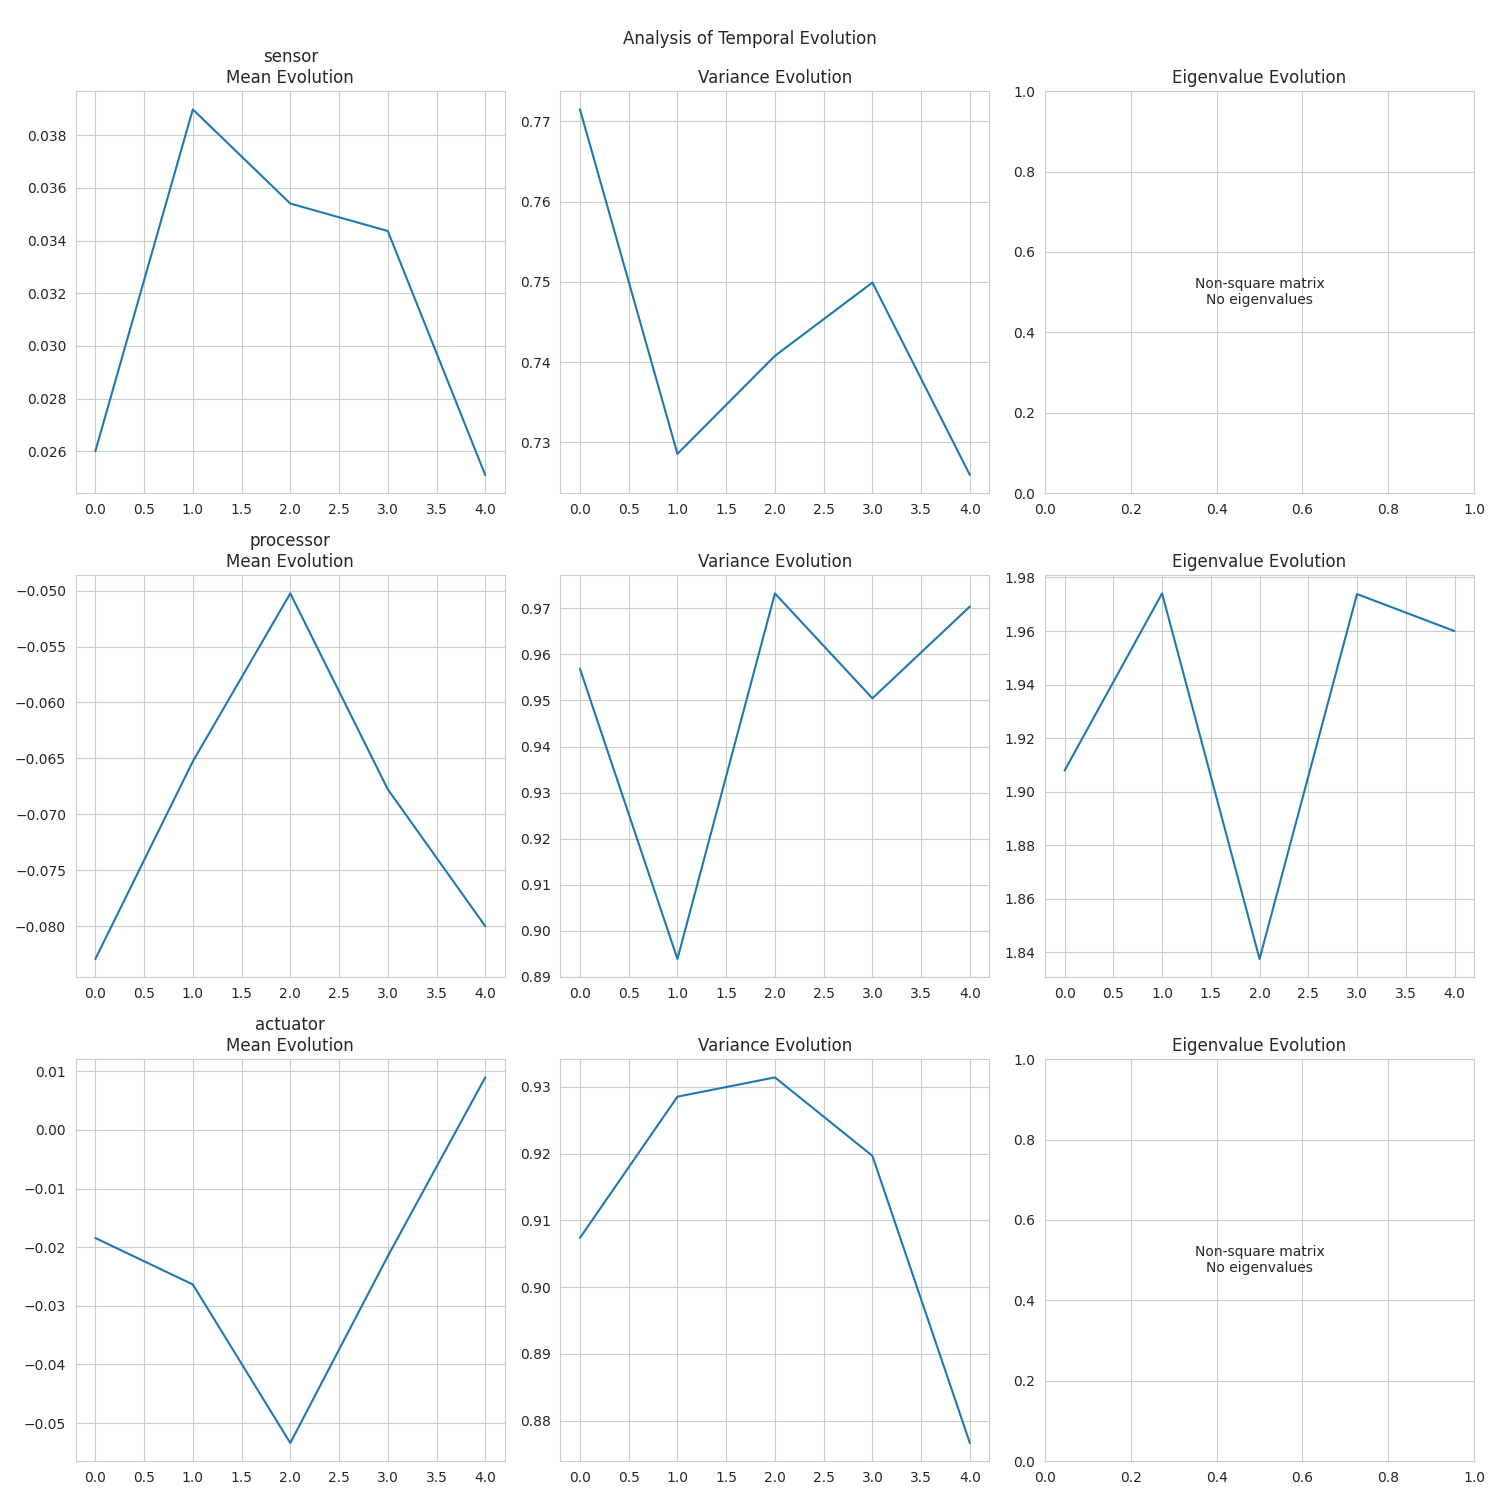 Analysis of Temporal Evolution
sensor
Mean Evolution
0.038
0.036
0.034
0.032
0.030
0.028
0.026
0.0 0.5 1.0 1.5 2.0 2.5 3.0 3.5 4.0
Variance Evolution
0.77
0.76
0.75
0.74
0.73
0.0 0.5 1.0 1.5 2.0 2.5 3.0 3.5 4.0
Eigenvalue Evolution
1.0
0.8
0.6
Non-square matrix
No eigenvalues
0.4
0.2
0.0
0.0 0.2 0.4 0.6 0.8 1.0
processor
Mean Evolution
−0.050
−0.055
−0.060
−0.065
−0.070
−0.075
−0.080
0.0 0.5 1.0 1.5 2.0 2.5 3.0 3.5 4.0
Variance Evolution
0.97
0.96
0.95
0.94
0.93
0.92
0.91
0.90
0.89
0.0 0.5 1.0 1.5 2.0 2.5 3.0 3.5 4.0
Eigenvalue Evolution
1.98
1.96
1.94
1.92
1.90
1.88
1.86
1.84
0.0 0.5 1.0 1.5 2.0 2.5 3.0 3.5 4.0
actuator
Mean Evolution
0.01
0.00
−0.01
−0.02
−0.03
−0.04
−0.05
0.0 0.5 1.0 1.5 2.0 2.5 3.0 3.5 4.0
Variance Evolution
0.93
0.92
0.91
0.90
0.89
0.88
0.0 0.5 1.0 1.5 2.0 2.5 3.0 3.5 4.0
Eigenvalue Evolution
1.0
0.8
0.6
Non-square matrix
No eigenvalues
0.4
0.2
0.0
0.0 0.2 0.4 0.6 0.8 1.0